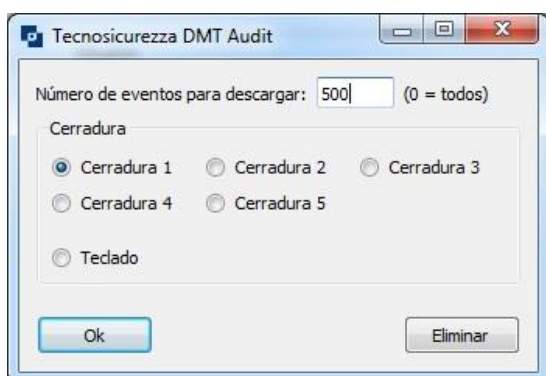 Tecnosicurezza DMT Audit
Número de eventos para descargar: 500 (0 = todos)
Cerradura
Cerradura 1 Cerradura 2 Cerradura 3
Cerradura 4 Cerradura 5
Teclado
Ok Eliminar